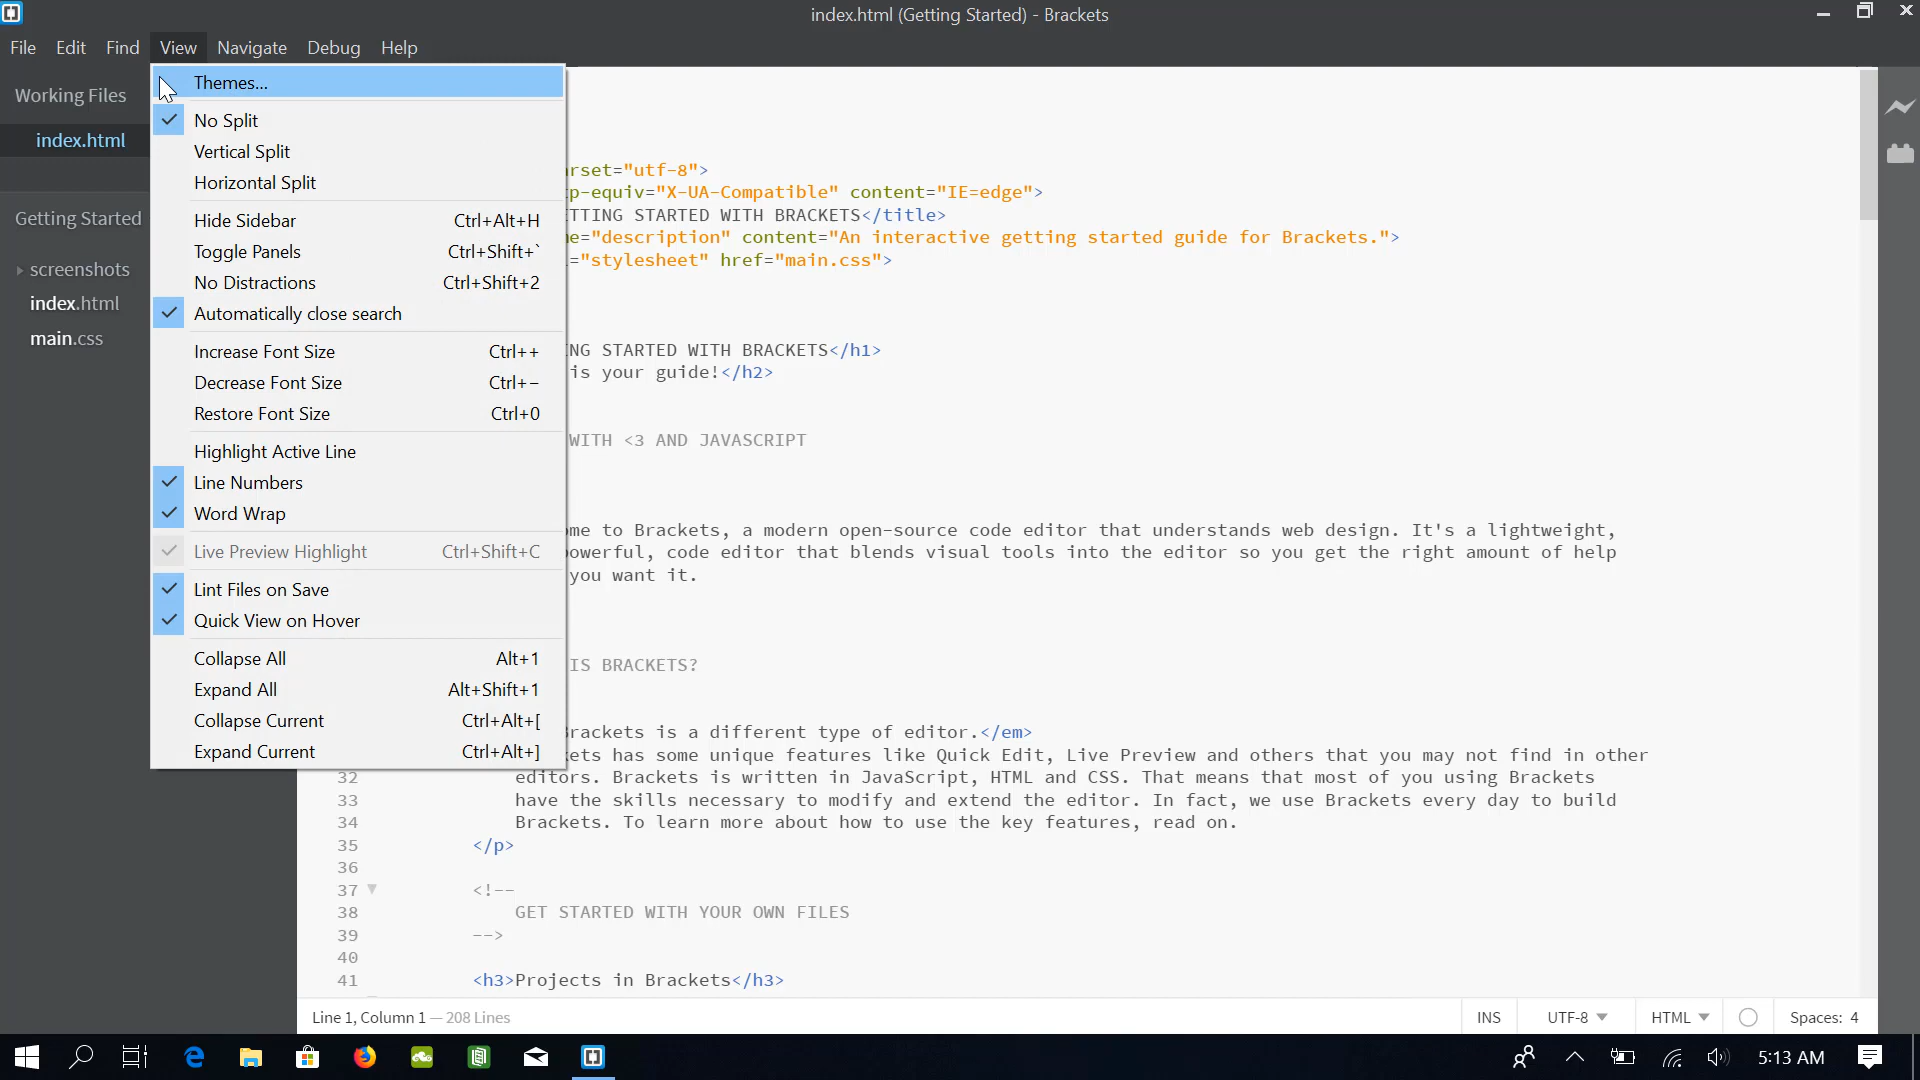 index.html (Getting Started) - Brackets
File Edit Find View Navigate Debug Help
Working Files
index.html
Getting Started
screenshots
index.html
main.css
Themes...
No Split
Vertical Split
Horizontal Split
Hide Sidebar Ctrl+Alt+H
Toggle Panels Ctrl+Shift+`
No Distractions Ctrl+Shift+2
Automatically close search
Increase Font Size Ctrl++
Decrease Font Size Ctrl+−
Restore Font Size Ctrl+0
Highlight Active Line
Line Numbers
Word Wrap
Live Preview Highlight Ctrl+Shift+C
Lint Files on Save
Quick View on Hover
Collapse All Alt+1
Expand All Alt+Shift+1
Collapse Current Ctrl+Alt+[
Expand Current Ctrl+Alt+]
rset="utf-8">
p-equiv="X-UA-Compatible" content="IE=edge">
TTING STARTED WITH BRACKETS</title>
e="description" content="An interactive getting started guide for Brackets.">
="stylesheet" href="main.css">
NG STARTED WITH BRACKETS</h1>
is your guide!</h2>
WITH <3 AND JAVASCRIPT
me to Brackets, a modern open-source code editor that understands web design. It's a lightweight,
owerful, code editor that blends visual tools into the editor so you get the right amount of help
you want it.
IS BRACKETS?
rackets is a different type of editor.</em>
kets has some unique features like Quick Edit, Live Preview and others that you may not find in other
32 editors. Brackets is written in JavaScript, HTML and CSS. That means that most of you using Brackets
33 have the skills necessary to modify and extend the editor. In fact, we use Brackets every day to build
34 Brackets. To learn more about how to use the key features, read on.
35 </p>
36
37 <!--
38 GET STARTED WITH YOUR OWN FILES
39 -->
40
41 <h3>Projects in Brackets</h3>
Line 1, Column 1 — 208 Lines INS UTF-8 HTML Spaces: 4
5:13 AM